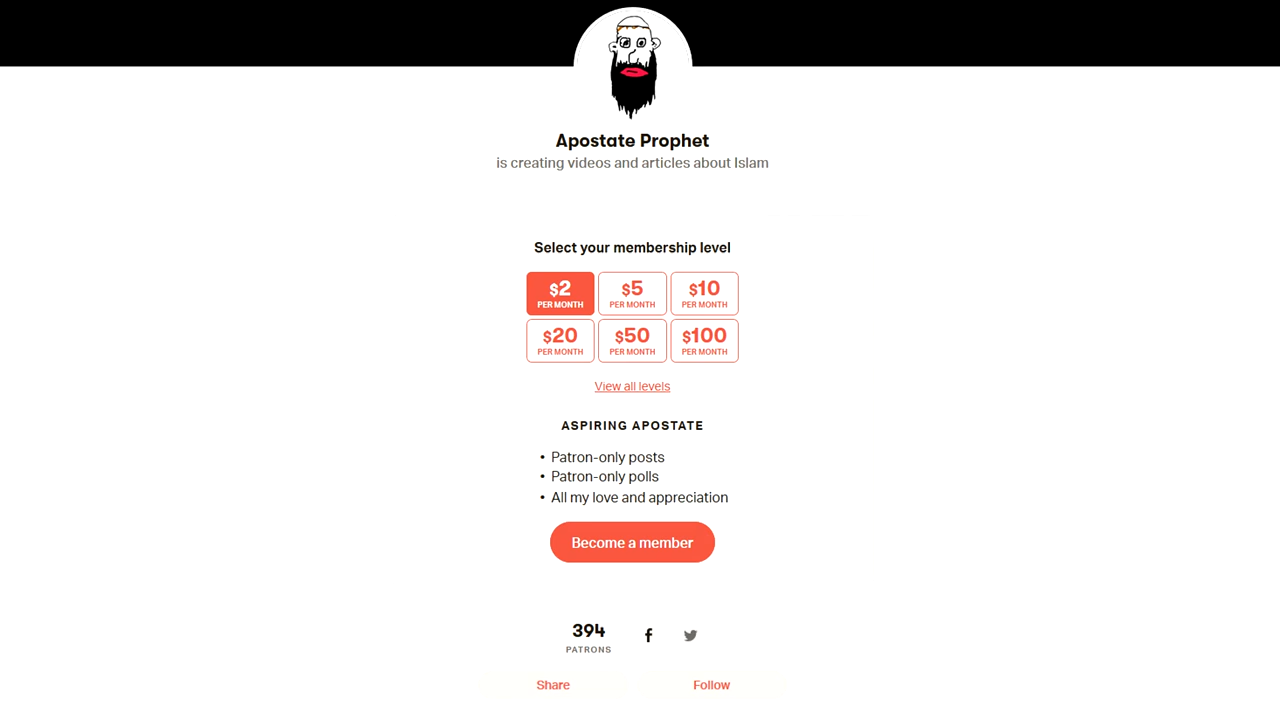 Apostate Prophet
is creating videos and articles about Islam
Select your membership level
$2 $5 $10
PER MONTH PER MONTH PER MONTH
$20 $50 $100
PER MONTH PER MONTH PER MONTH
View all levels
ASPIRING APOSTATE
• Patron-only posts
• Patron-only polls
• All my love and appreciation
Become a member
394
PATRONS
Share Follow